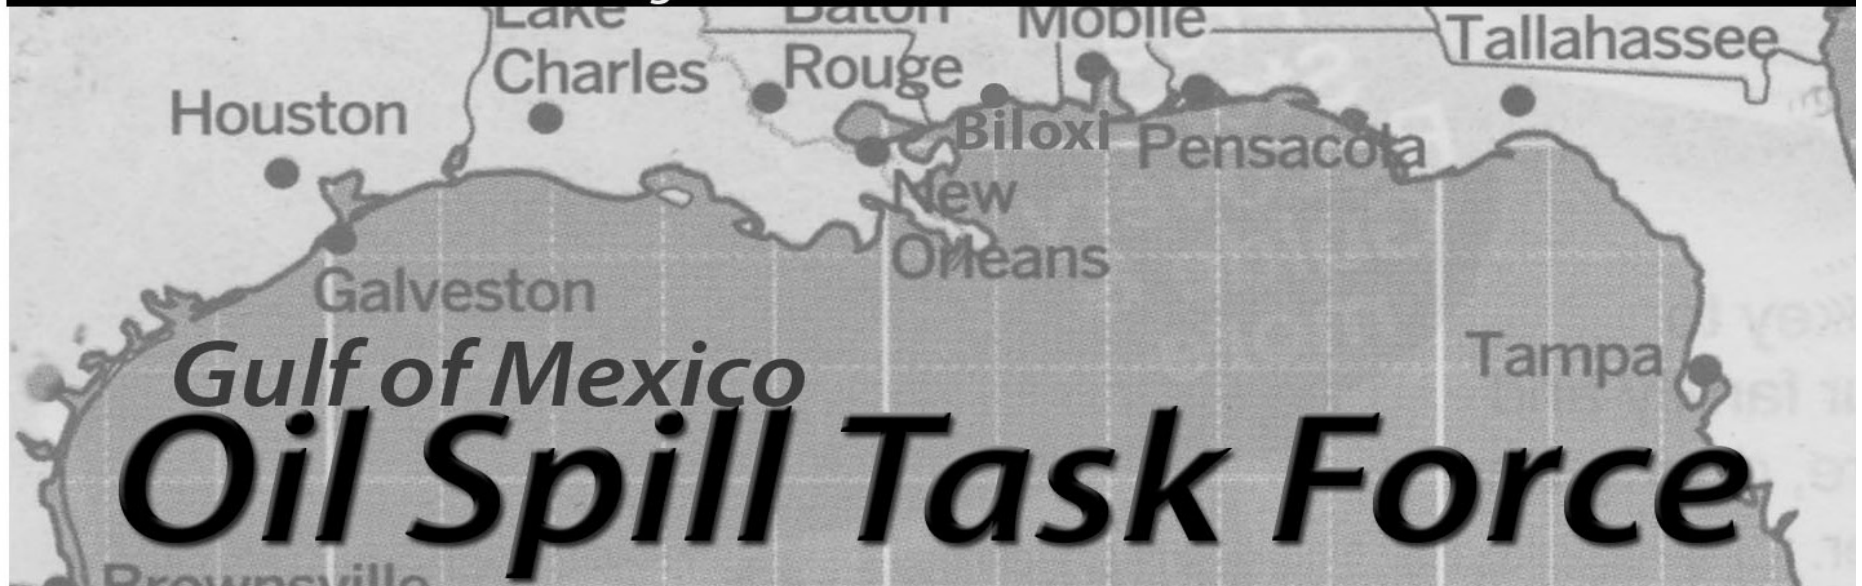 Lake
Charles
Baton
Rouge
Mobile
Tallahassee
Houston
Biloxi
Pensacola
New
Orleans
Galveston
Tampa
Gulf of Mexico
Oil Spill Task Force
Brownsville